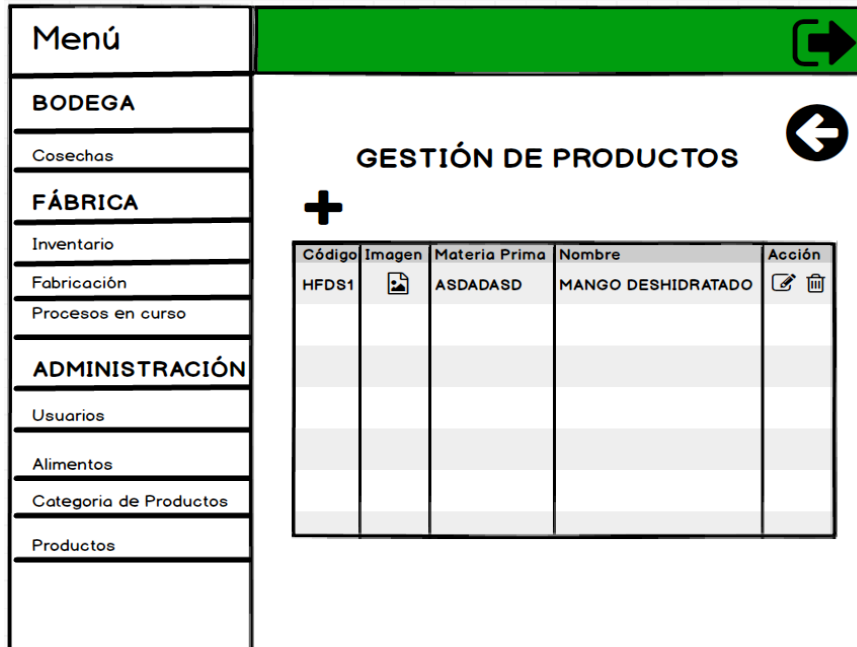 Menú
BODEGA
Cosechas
FÁBRICA
Inventario
Fabricación
Procesos en curso
ADMINISTRACIÓN
Usuarios
Alimentos
Categoria de Productos
Productos
GESTIÓN DE PRODUCTOS
Código Imagen Materia Prima Nombre Acción
HFDS1 ASDADASD MANGO DESHIDRATADO